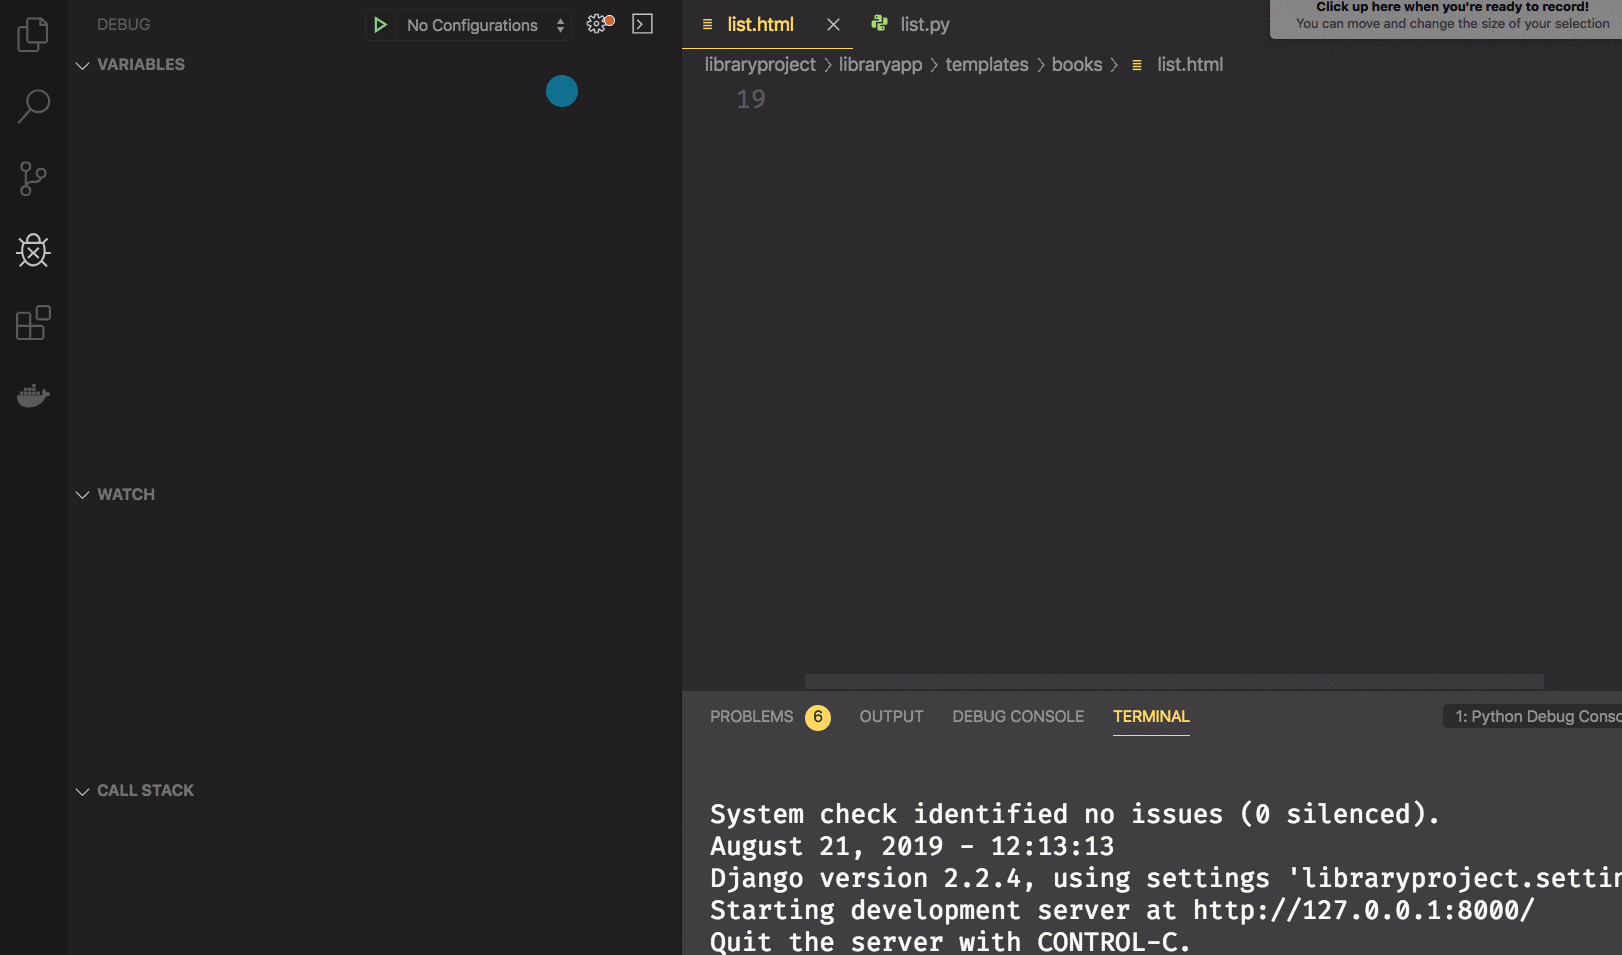 DEBUG
No Configurations
VARIABLES
WATCH
CALL STACK
list.html
list.py
Click up here when you're ready to record!
You can move and change the size of your selection
libraryproject > libraryapp > templates > books > list.html
19
PROBLEMS 6 OUTPUT DEBUG CONSOLE TERMINAL
1: Python Debug Conso
System check identified no issues (0 silenced).
August 21, 2019 - 12:13:13
Django version 2.2.4, using settings 'libraryproject.settin
Starting development server at http://127.0.0.1:8000/
Quit the server with CONTROL-C.